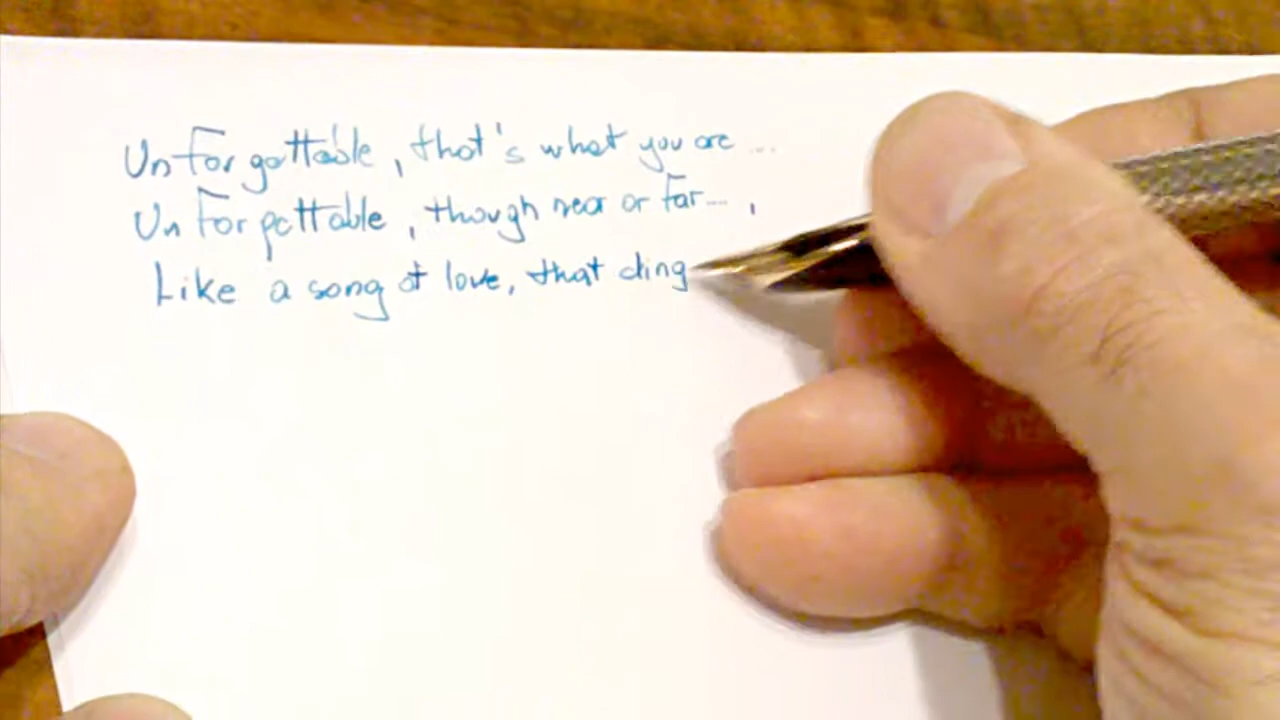 Unforgettable, that's what you are ...
Unforgettable, though near or far...,
Like a song of love, that cling